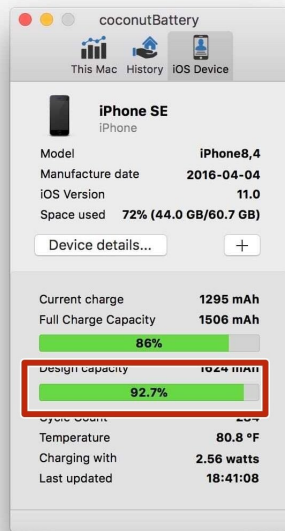 coconutBattery
This Mac History iOS Device
iPhone SE
iPhone
Model iPhone8,4
Manufacture date 2016-04-04
iOS Version 11.0
Space used 72% (44.0 GB/60.7 GB)
Device details... +
Current charge 1295 mAh
Full Charge Capacity 1506 mAh
86%
Design capacity 1624 mAh
92.7%
Cycle Count 284
Temperature 80.8 °F
Charging with 2.56 watts
Last updated 18:41:08